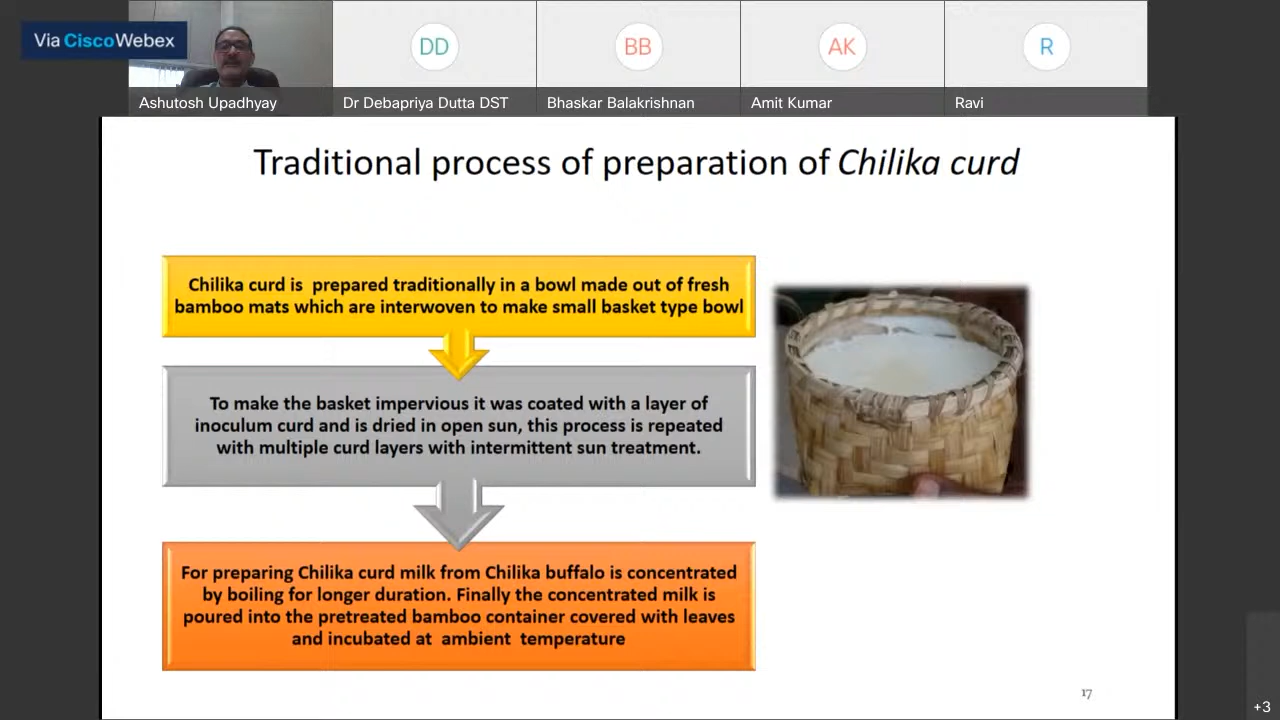 Via Cisco Webex
DD
BB
AK
R
Ashutosh Upadhyay
Dr Debapriya Dutta DST
Bhaskar Balakrishnan
Amit Kumar
Ravi
Traditional process of preparation of Chilika curd
Chilika curd is prepared traditionally in a bowl made out of fresh
bamboo mats which are interwoven to make small basket type bowl
To make the basket impervious it was coated with a layer of
inoculum curd and is dried in open sun, this process is repeated
with multiple curd layers with intermittent sun treatment.
For preparing Chilika curd milk from Chilika buffalo is concentrated
by boiling for longer duration. Finally the concentrated milk is
poured into the pretreated bamboo container covered with leaves
and incubated at ambient temperature
17
+3